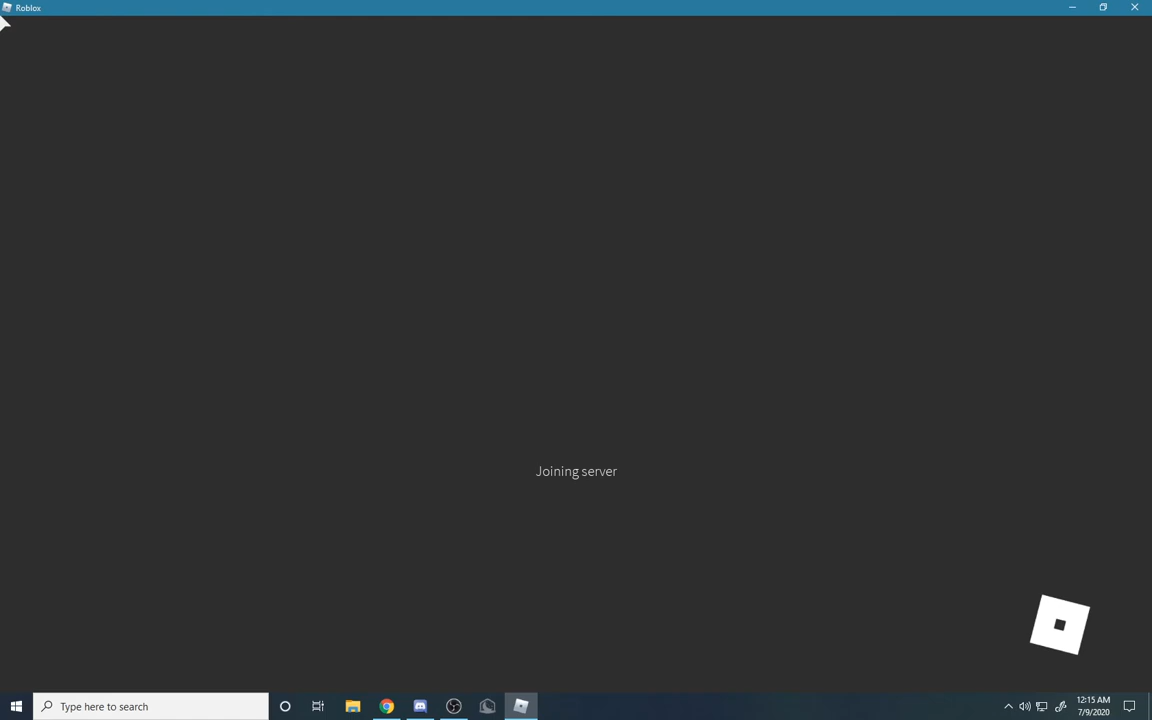 Roblox
Joining server
Type here to search
12:15 AM
7/9/2020